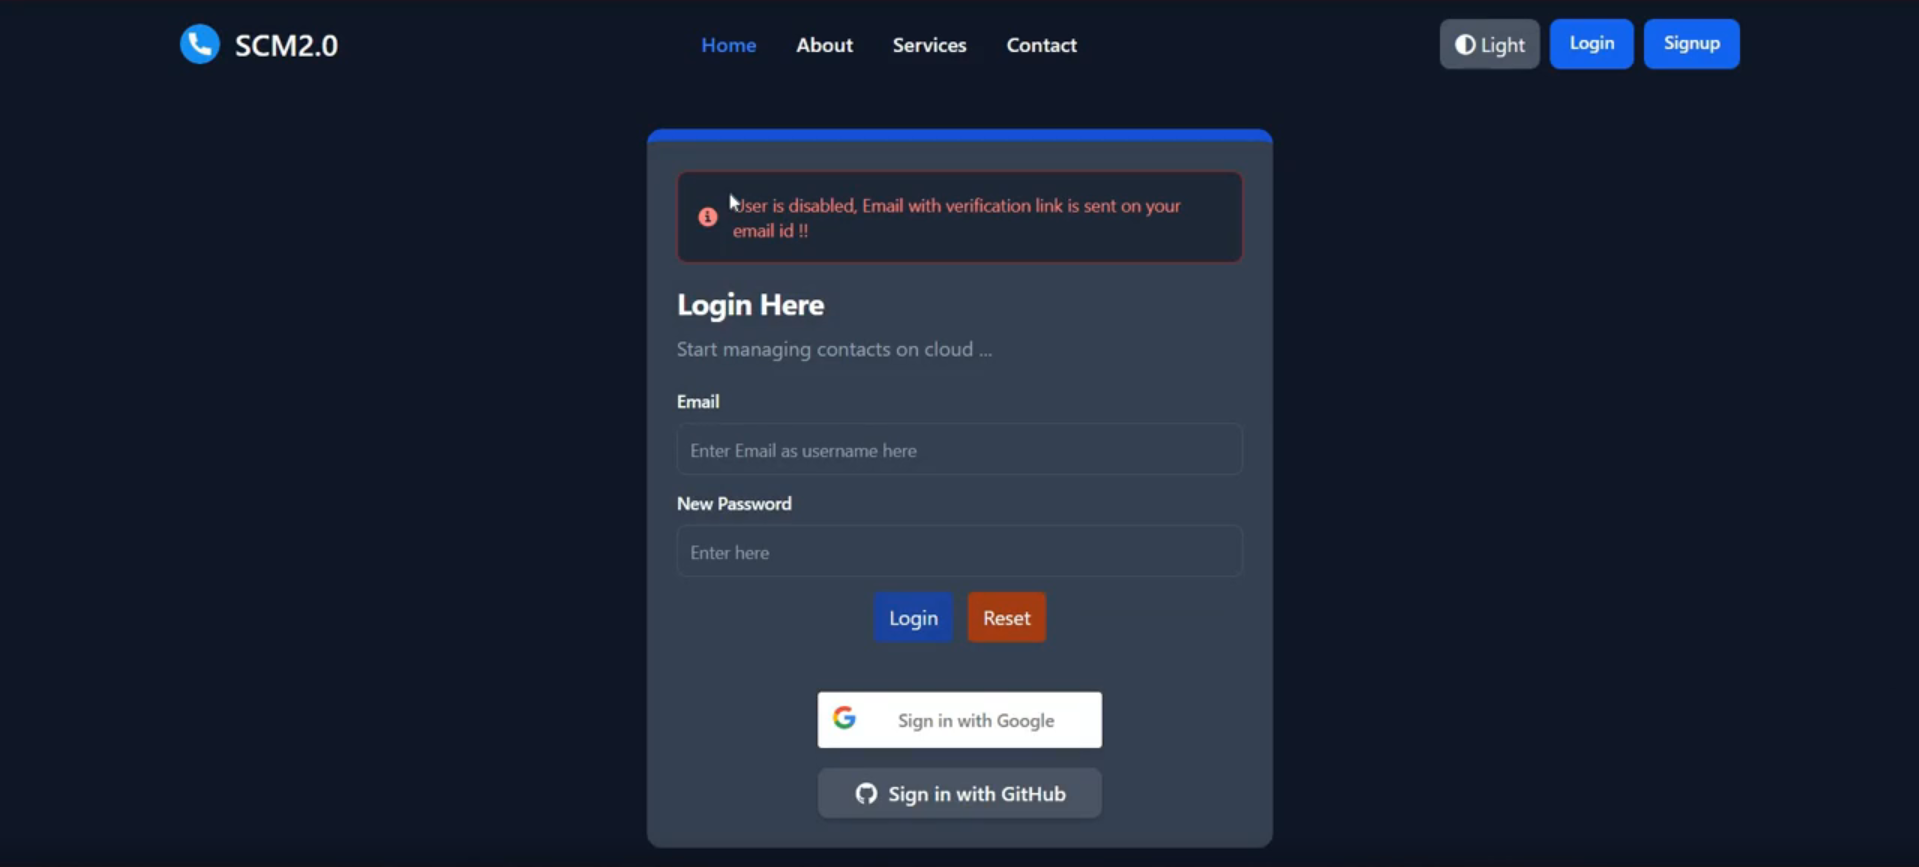 SCM2.0
Home About Services Contact
Light Login Signup
User is disabled, Email with verification link is sent on your
email id !!
Login Here
Start managing contacts on cloud ...
Email
Enter Email as username here
New Password
Enter here
Login Reset
Sign in with Google
Sign in with GitHub